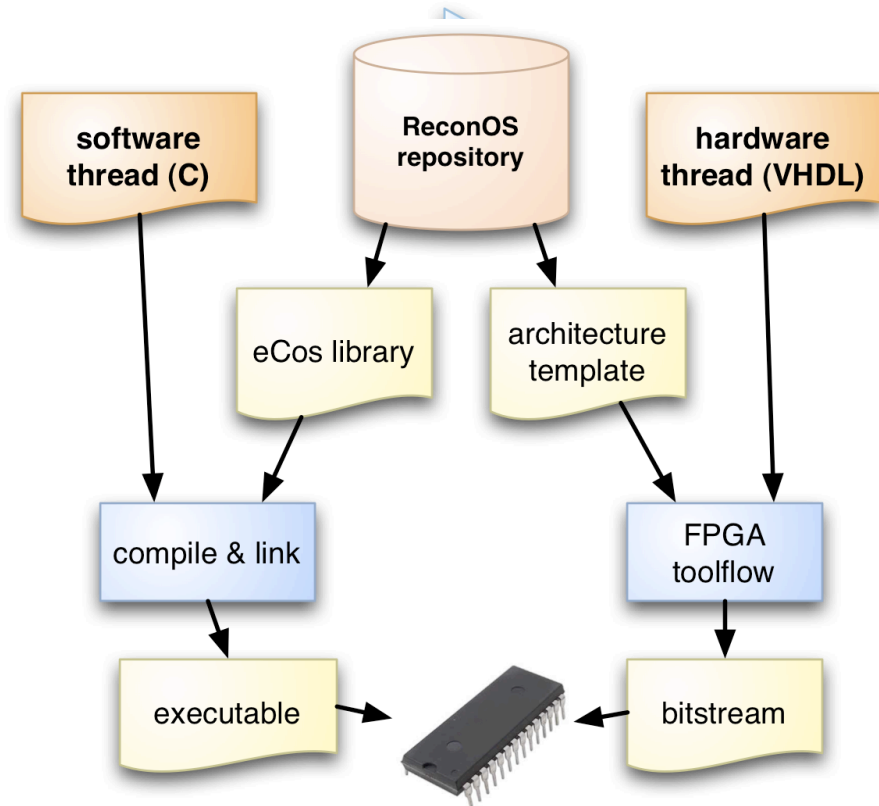 software
thread (C)
ReconOS
repository
hardware
thread (VHDL)
eCos library
architecture
template
compile & link
FPGA
toolflow
executable
bitstream